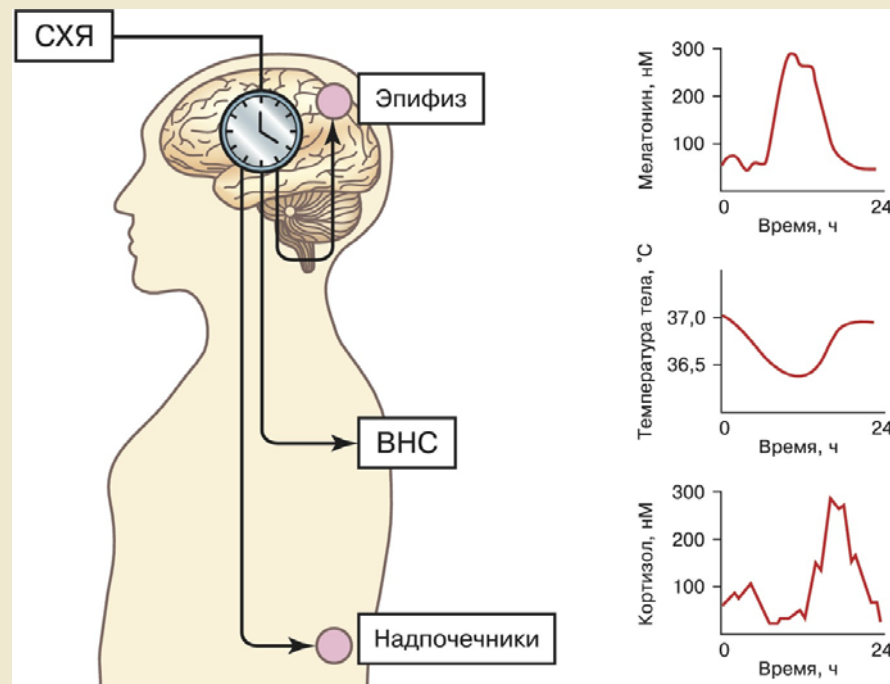 СХЯ
Эпифиз
ВНС
Надпочечники
Мелатонин, нМ
300
200
100
0
24
Время, ч
Температура тела, °С
37,0
36,5
0
24
Время, ч
Кортизол, нМ
300
200
100
0
24
Время, ч